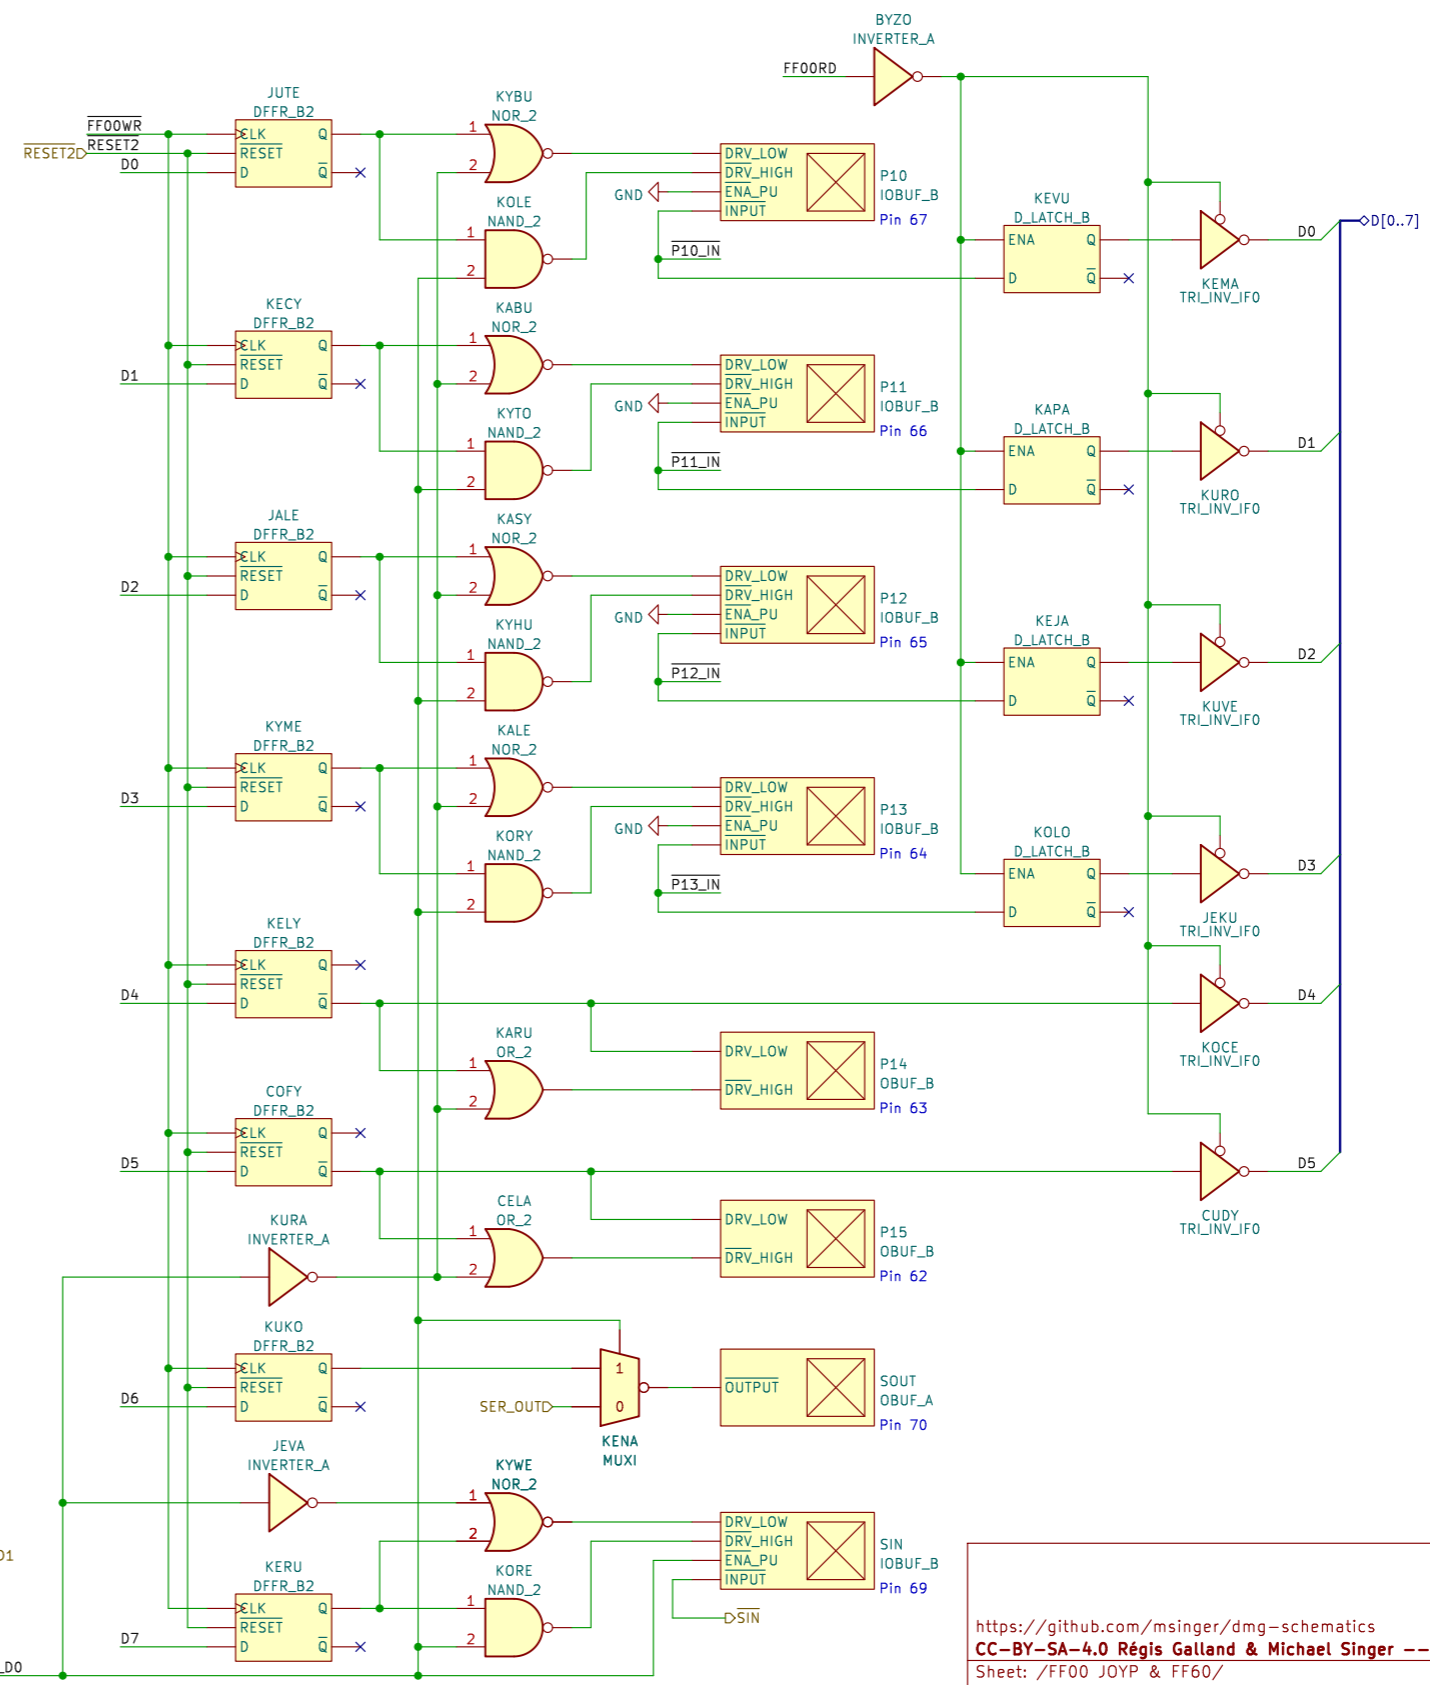 BYZO
INVERTER_A
FF00RD
JUTE
DFFR_B2
FF00WR
RESET2
RESET2
D0
CLK
RESET
D
Q
Q
KYBU
NOR_2
1
2
KOLE
NAND_2
1
2
DRV_LOW
DRV_HIGH
ENA_PU
INPUT
GND
P10
IOBUF_B
Pin 67
P10_IN
KEVU
D_LATCH_B
ENA
D
Q
Q
KEMA
TRI_INV_IF0
D0
D[0..7]
KECY
DFFR_B2
CLK
RESET
D
Q
Q
D1
KABU
NOR_2
1
2
KYTO
NAND_2
1
2
DRV_LOW
DRV_HIGH
ENA_PU
INPUT
GND
P11
IOBUF_B
Pin 66
P11_IN
KAPA
D_LATCH_B
ENA
D
Q
Q
KURO
TRI_INV_IF0
D1
JALE
DFFR_B2
CLK
RESET
D
Q
Q
D2
KASY
NOR_2
1
2
KYHU
NAND_2
1
2
DRV_LOW
DRV_HIGH
ENA_PU
INPUT
GND
P12
IOBUF_B
Pin 65
P12_IN
KEJA
D_LATCH_B
ENA
D
Q
Q
KUVE
TRI_INV_IF0
D2
KYME
DFFR_B2
CLK
RESET
D
Q
Q
D3
KALE
NOR_2
1
2
KORY
NAND_2
1
2
DRV_LOW
DRV_HIGH
ENA_PU
INPUT
GND
P13
IOBUF_B
Pin 64
P13_IN
KOLO
D_LATCH_B
ENA
D
Q
Q
JEKU
TRI_INV_IF0
D3
KELY
DFFR_B2
CLK
RESET
D
Q
Q
D4
KARU
OR_2
1
2
DRV_LOW
DRV_HIGH
P14
OBUF_B
Pin 63
KOCE
TRI_INV_IF0
D4
COFY
DFFR_B2
CLK
RESET
D
Q
Q
D5
CELA
OR_2
1
2
DRV_LOW
DRV_HIGH
P15
OBUF_B
Pin 62
CUDY
TRI_INV_IF0
D5
KURA
INVERTER_A
KUKO
DFFR_B2
CLK
RESET
D
Q
Q
D6
SER_OUT
1
0
KENA
MUXI
OUTPUT
SOUT
OBUF_A
Pin 70
JEVA
INVERTER_A
KYWE
NOR_2
1
2
KERU
DFFR_B2
CLK
RESET
D
Q
Q
D7
KORE
NAND_2
1
2
DRV_LOW
DRV_HIGH
ENA_PU
INPUT
SIN
IOBUF_B
Pin 69
SIN
_D0
https://github.com/msinger/dmg-schematics
CC-BY-SA-4.0 Régis Galland & Michael Singer --
Sheet: /FF00 JOYP & FF60/